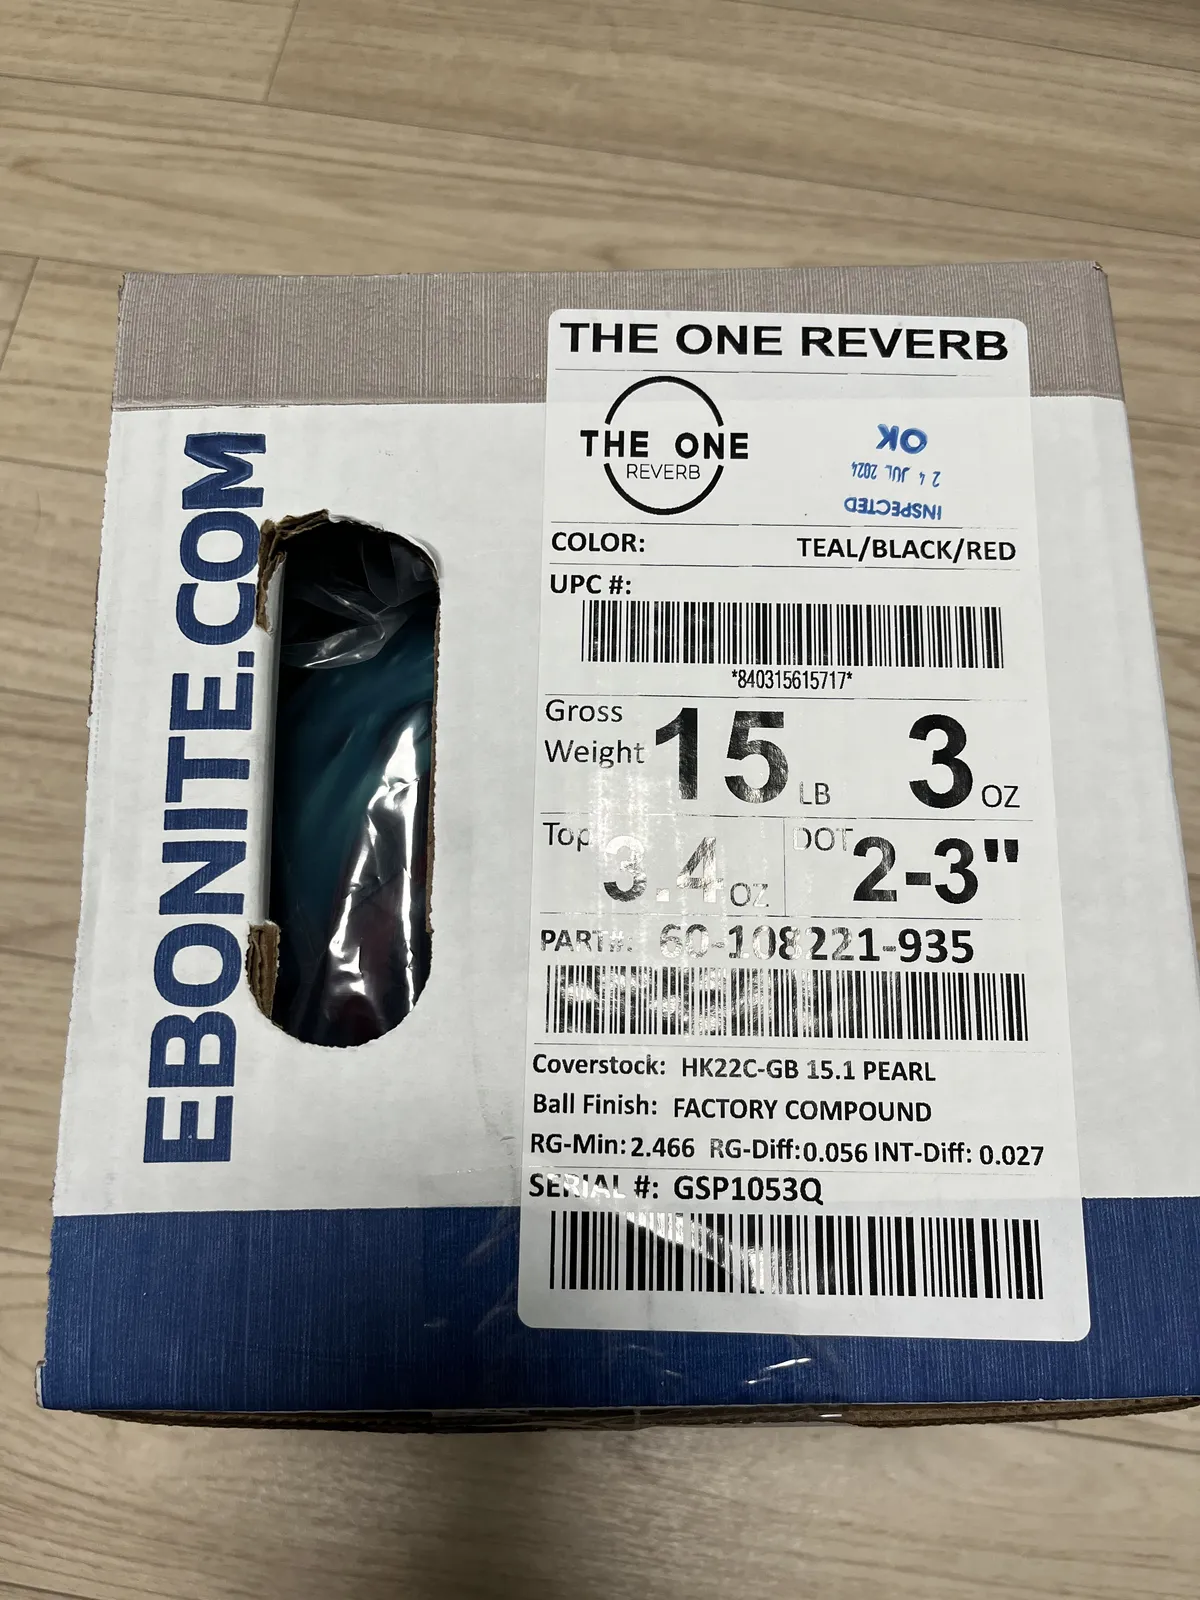 EBONITE.COM
THE ONE REVERB
THE ONE
REVERB
OK
24 JUL 2024
INSPECTED
COLOR: TEAL/BLACK/RED
UPC #:
*840315615717*
Gross
Weight 15 LB 3 OZ
Top 3.4 OZ DOT 2-3"
PART#: 60-108221-935
Coverstock: HK22C-GB 15.1 PEARL
Ball Finish: FACTORY COMPOUND
RG-Min: 2.466 RG-Diff: 0.056 INT-Diff: 0.027
SERIAL #: GSP1053Q